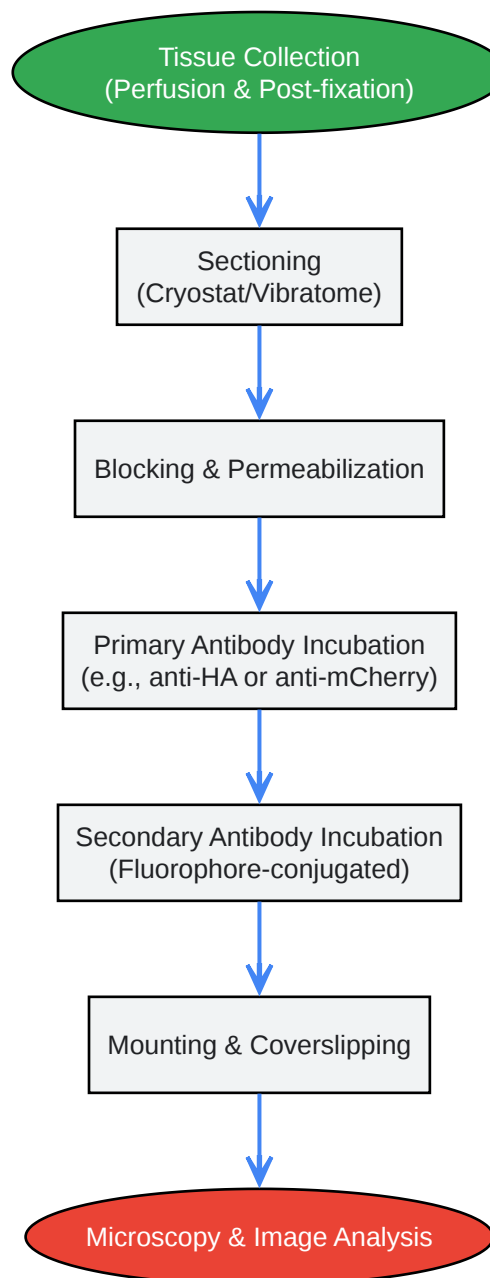 Tissue Collection
(Perfusion & Post-fixation)
Sectioning
(Cryostat/Vibratome)
Blocking & Permeabilization
Primary Antibody Incubation
(e.g., anti-HA or anti-mCherry)
Secondary Antibody Incubation
(Fluorophore-conjugated)
Mounting & Coverslipping
Microscopy & Image Analysis